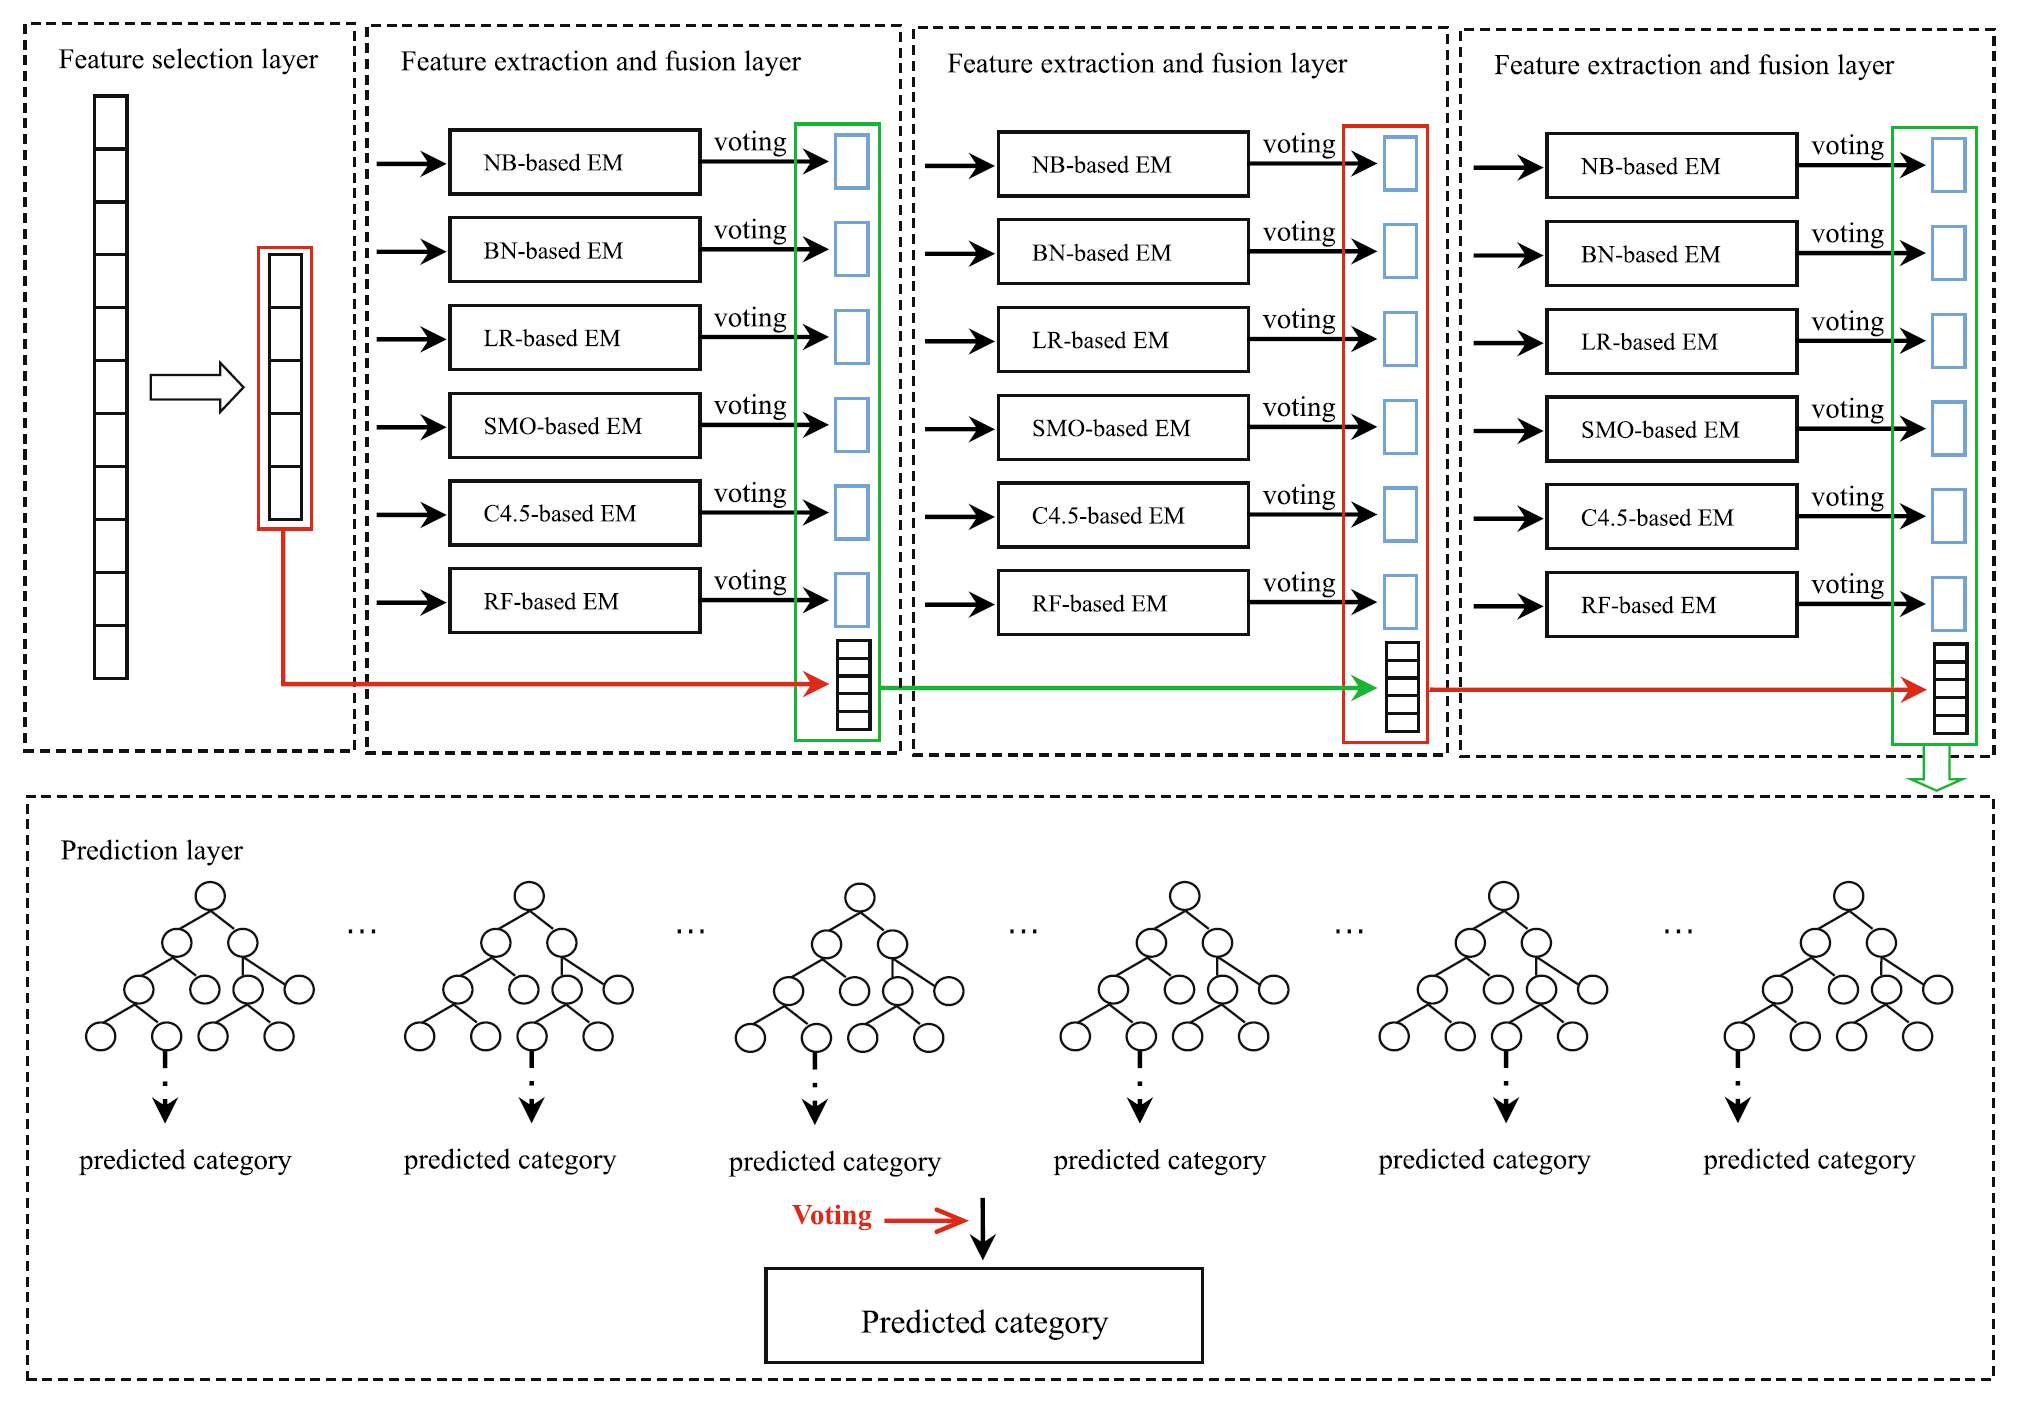 Feature selection layer
Feature extraction and fusion layer
NB-based EM
voting
BN-based EM
voting
LR-based EM
voting
SMO-based EM
voting
C4.5-based EM
voting
RF-based EM
voting
Feature extraction and fusion layer
NB-based EM
voting
BN-based EM
voting
LR-based EM
voting
SMO-based EM
voting
C4.5-based EM
voting
RF-based EM
voting
Feature extraction and fusion layer
NB-based EM
voting
BN-based EM
voting
LR-based EM
voting
SMO-based EM
voting
C4.5-based EM
voting
RF-based EM
voting
Prediction layer
... ... ... ... ...
predicted category
predicted category
predicted category
predicted category
predicted category
predicted category
Voting
Predicted category